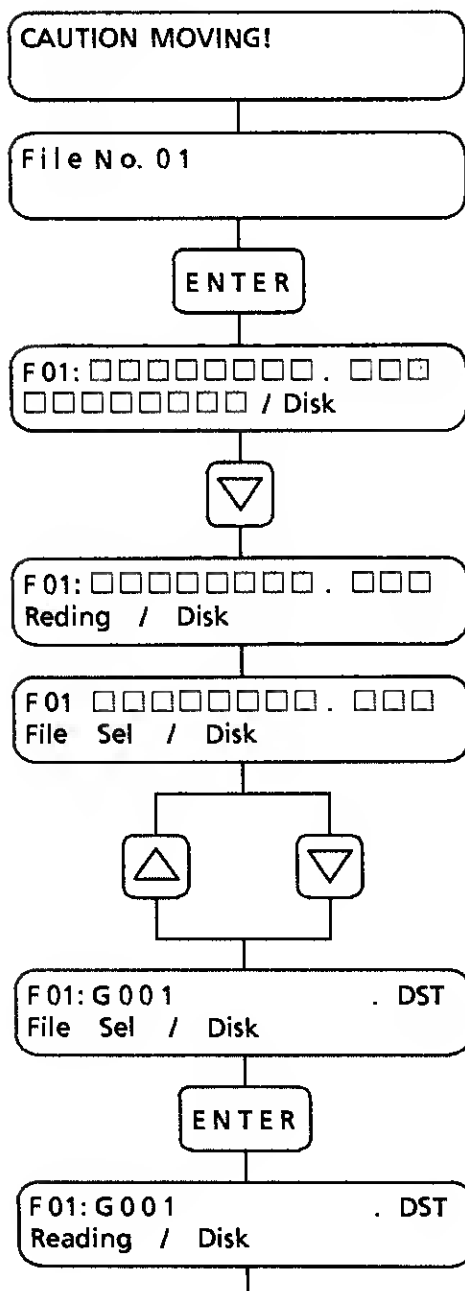 CAUTION MOVING!
File No. 01
ENTER
F01: □□□□□□□□. □□□
□□□□□□□□□ / Disk
F01: □□□□□□□□. □□□
Reding / Disk
F01 □□□□□□□□. □□□
File Sel / Disk
F01:G001 . DST
File Sel / Disk
ENTER
F01:G001 . DST
Reading / Disk